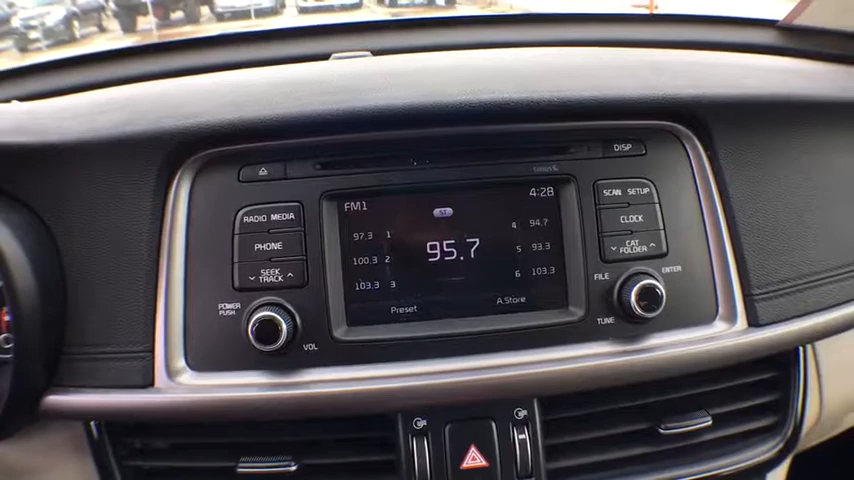 SIRIUS
DISP
FM1
ST
4:28
RADIO MEDIA
PHONE
SEEK TRACK
97.3 1
100.3 2
103.3 3
95.7
4 94.7
5 93.3
6 103.3
Preset
A.Store
SCAN SETUP
CLOCK
CAT FOLDER
POWER PUSH
VOL
FILE
ENTER
TUNE